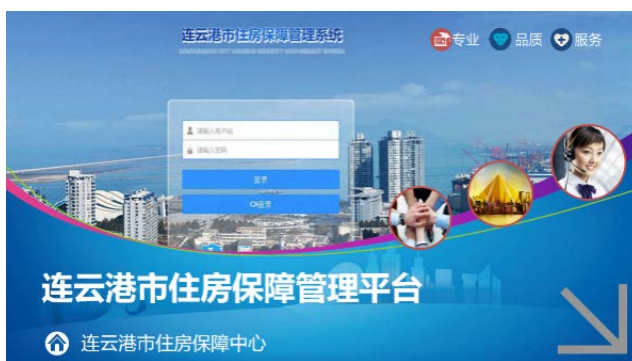 连云港市住房保障管理系统
专业 品质 服务
请输入用户名
请输入密码
登录
CA登录
连云港市住房保障管理平台
连云港市住房保障中心